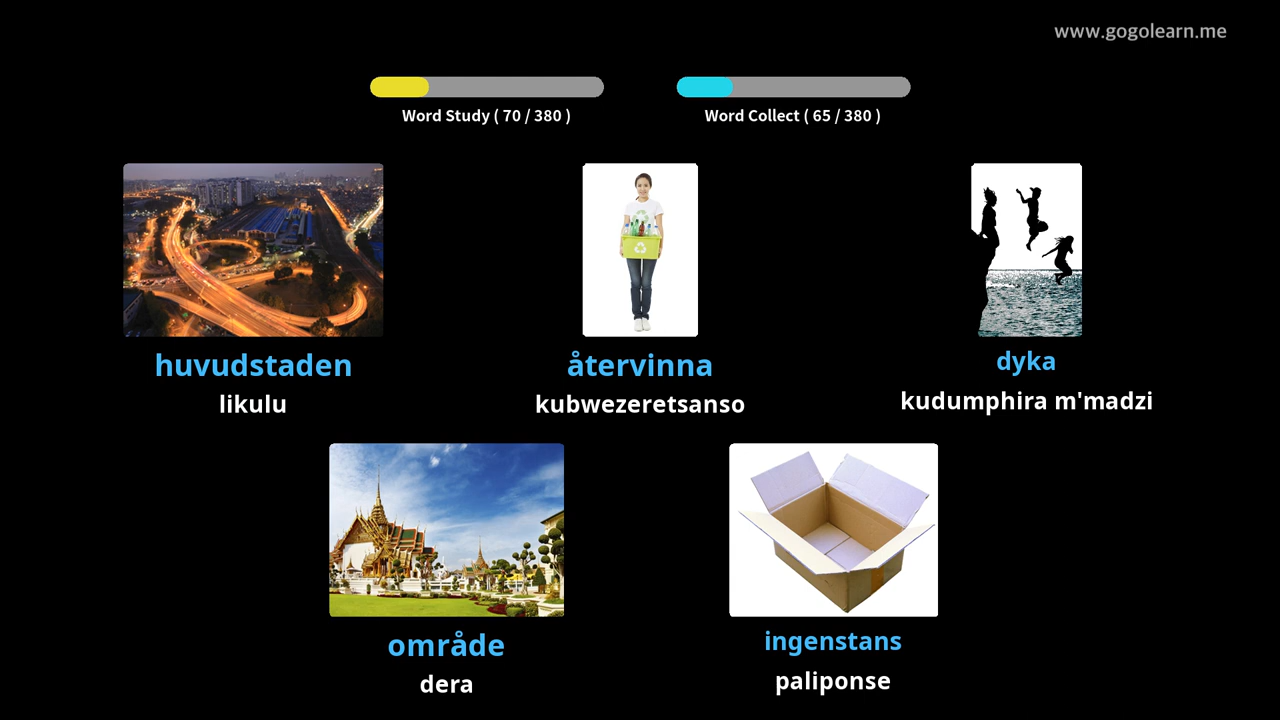 www.gogolearn.me
Word Study ( 70 / 380 )
Word Collect ( 65 / 380 )
huvudstaden
likulu
återvinna
kubwezeretsanso
dyka
kudumphira m'madzi
område
dera
ingenstans
paliponse